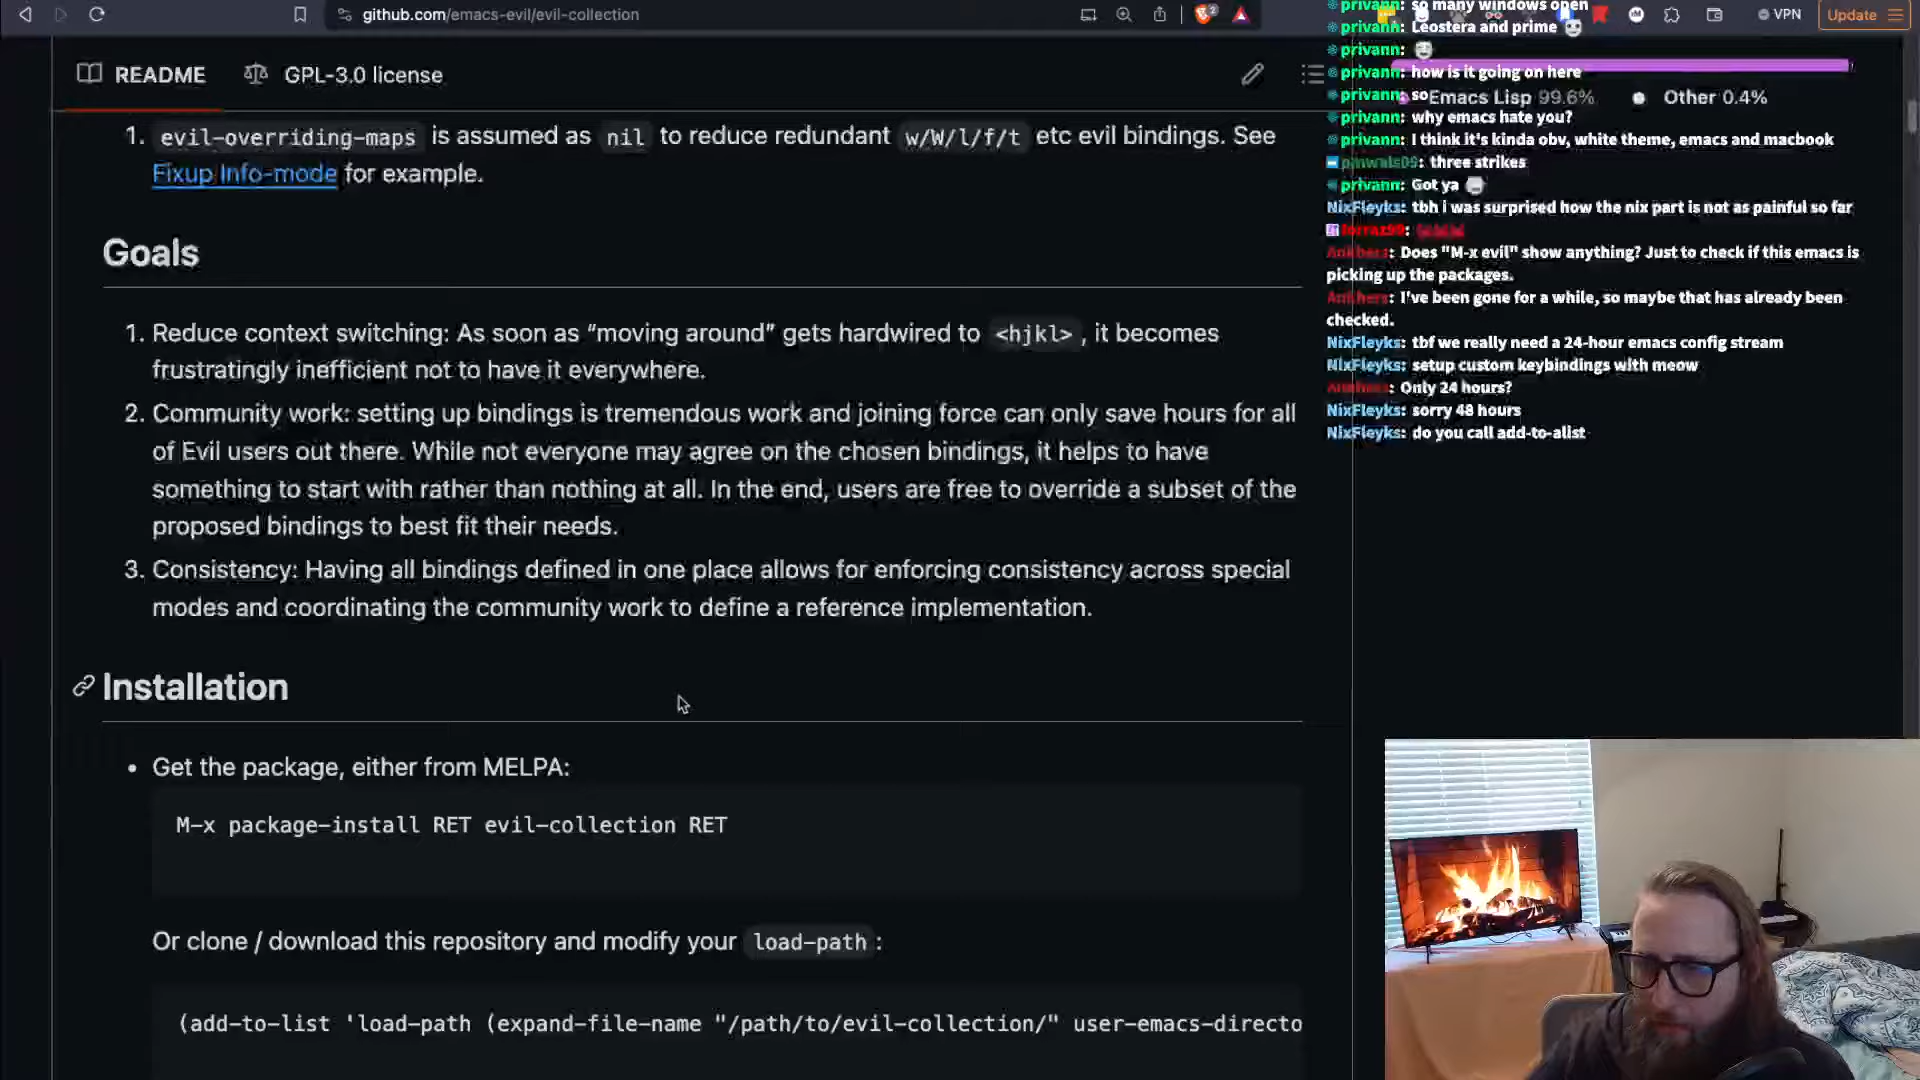 github.com/emacs-evil/evil-collection
VPN
Update
README
GPL-3.0 license
Emacs Lisp 99.6%
Other 0.4%
1. evil-overriding-maps is assumed as nil to reduce redundant w/W/l/f/t etc evil bindings. See
Fixup Info-mode for example.
Goals
1. Reduce context switching: As soon as “moving around” gets hardwired to <hjkl>, it becomes
frustratingly inefficient not to have it everywhere.
2. Community work: setting up bindings is tremendous work and joining force can only save hours for all
of Evil users out there. While not everyone may agree on the chosen bindings, it helps to have
something to start with rather than nothing at all. In the end, users are free to override a subset of the
proposed bindings to best fit their needs.
3. Consistency: Having all bindings defined in one place allows for enforcing consistency across special
modes and coordinating the community work to define a reference implementation.
Installation
• Get the package, either from MELPA:
M-x package-install RET evil-collection RET
Or clone / download this repository and modify your load-path:
(add-to-list 'load-path (expand-file-name "/path/to/evil-collection/" user-emacs-directo
privann: so many windows open
privann: Leostera and prime
privann:
privann: how is it going on here
privann: so
privann: why emacs hate you?
privann: I think it's kinda obv, white theme, emacs and macbook
: three strikes
privann: Got ya
NixFleyks: tbh i was surprised how the nix part is not as painful so far
Ankhers: Does "M-x evil" show anything? Just to check if this emacs is
picking up the packages.
Ankhers: I've been gone for a while, so maybe that has already been
checked.
NixFleyks: tbf we really need a 24-hour emacs config stream
NixFleyks: setup custom keybindings with meow
Ankhers: Only 24 hours?
NixFleyks: sorry 48 hours
NixFleyks: do you call add-to-alist